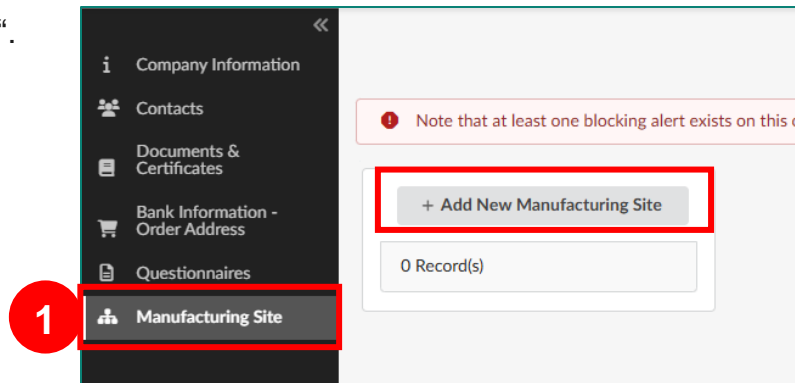 “.
«
i Company Information
Contacts
Documents &
Certificates
Bank Information -
Order Address
Questionnaires
1 Manufacturing Site
Note that at least one blocking alert exists on this
+ Add New Manufacturing Site
0 Record(s)